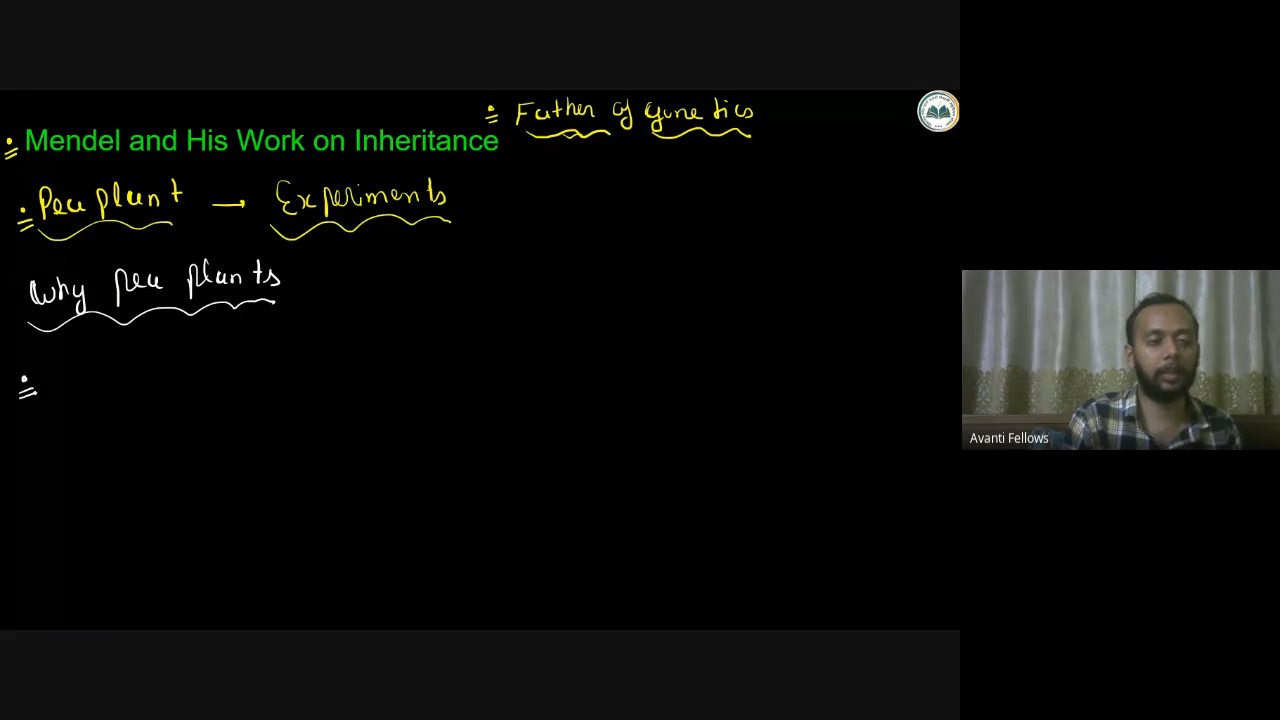 Father of Genetics
Mendel and His Work on Inheritance
Pea plant → Experiments
Why pea plants
Avanti Fellows